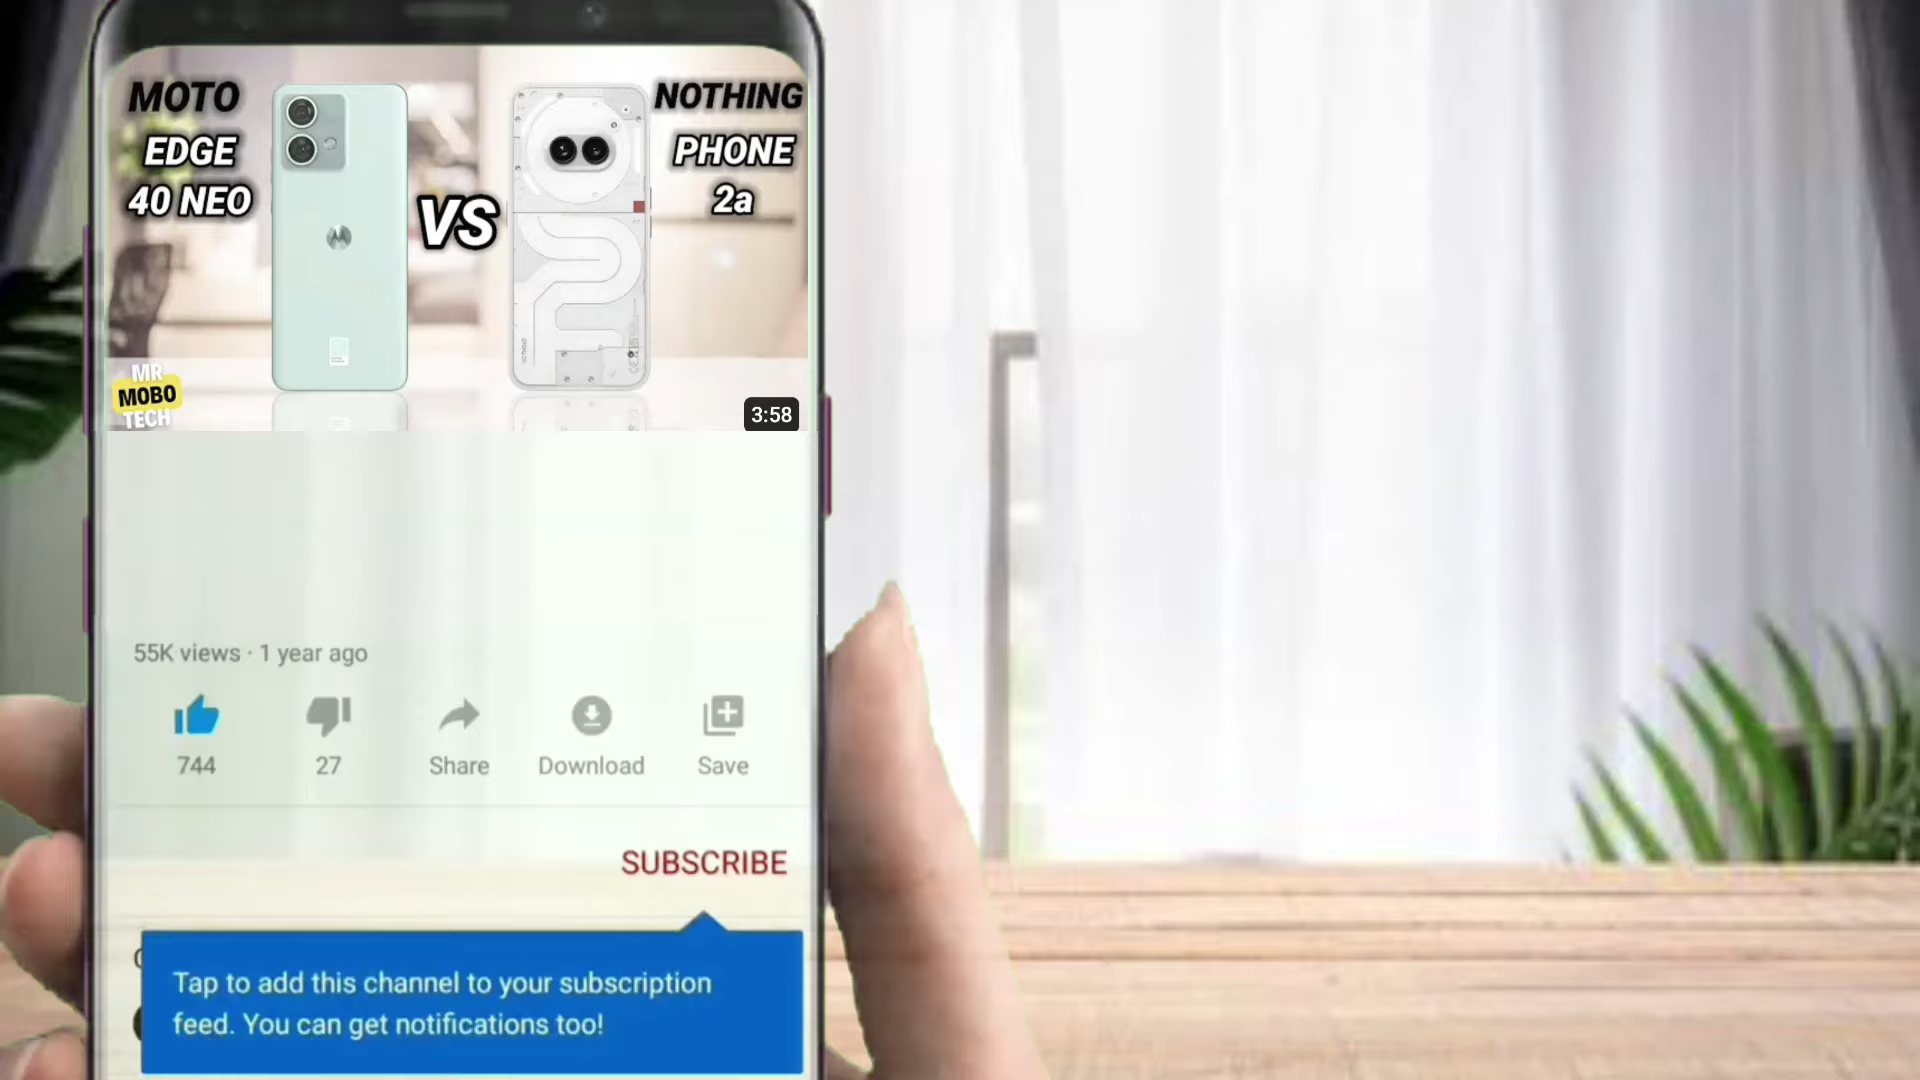 MOTO
EDGE
40 NEO
VS
NOTHING
PHONE
2a
MR
MOBO
TECH
3:58
55K views · 1 year ago
744
27
Share
Download
Save
SUBSCRIBE
Tap to add this channel to your subscription
feed. You can get notifications too!